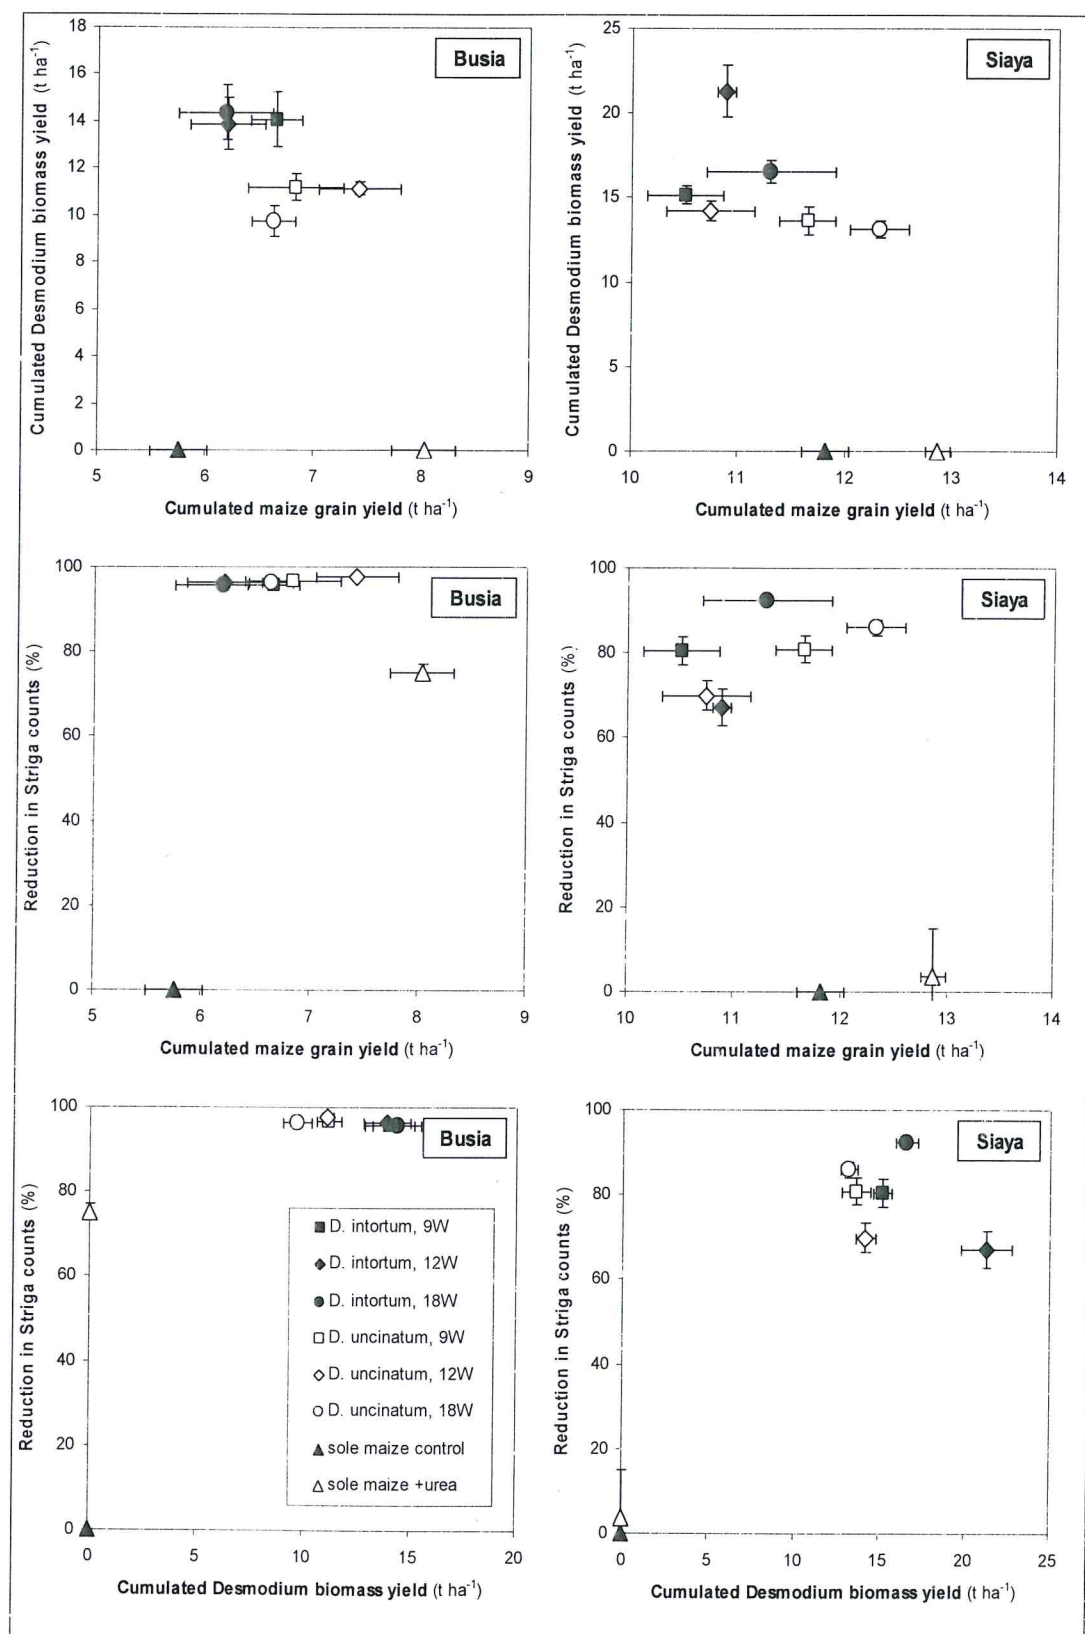 Busia
Cumulated Desmodium biomass yield (t ha-1)
18
16
14
12
10
8
6
4
2
0
5 6 7 8 9
Cumulated maize grain yield (t ha-1)
Siaya
Cumulated Desmodium biomass yield (t ha-1)
25
20
15
10
5
0
10 11 12 13 14
Cumulated maize grain yield (t ha-1)
Busia
Reduction in Striga counts (%)
100
80
60
40
20
0
5 6 7 8 9
Cumulated maize grain yield (t ha-1)
Siaya
Reduction in Striga counts (%)
100
80
60
40
20
0
10 11 12 13 14
Cumulated maize grain yield (t ha-1)
Busia
Reduction in Striga counts (%)
100
80
60
40
20
0
D. intortum, 9W
D. intortum, 12W
D. intortum, 18W
D. uncinatum, 9W
D. uncinatum, 12W
D. uncinatum, 18W
sole maize control
sole maize +urea
0 5 10 15 20
Cumulated Desmodium biomass yield (t ha-1)
Siaya
Reduction in Striga counts (%)
100
80
60
40
20
0
0 5 10 15 20 25
Cumulated Desmodium biomass yield (t ha-1)